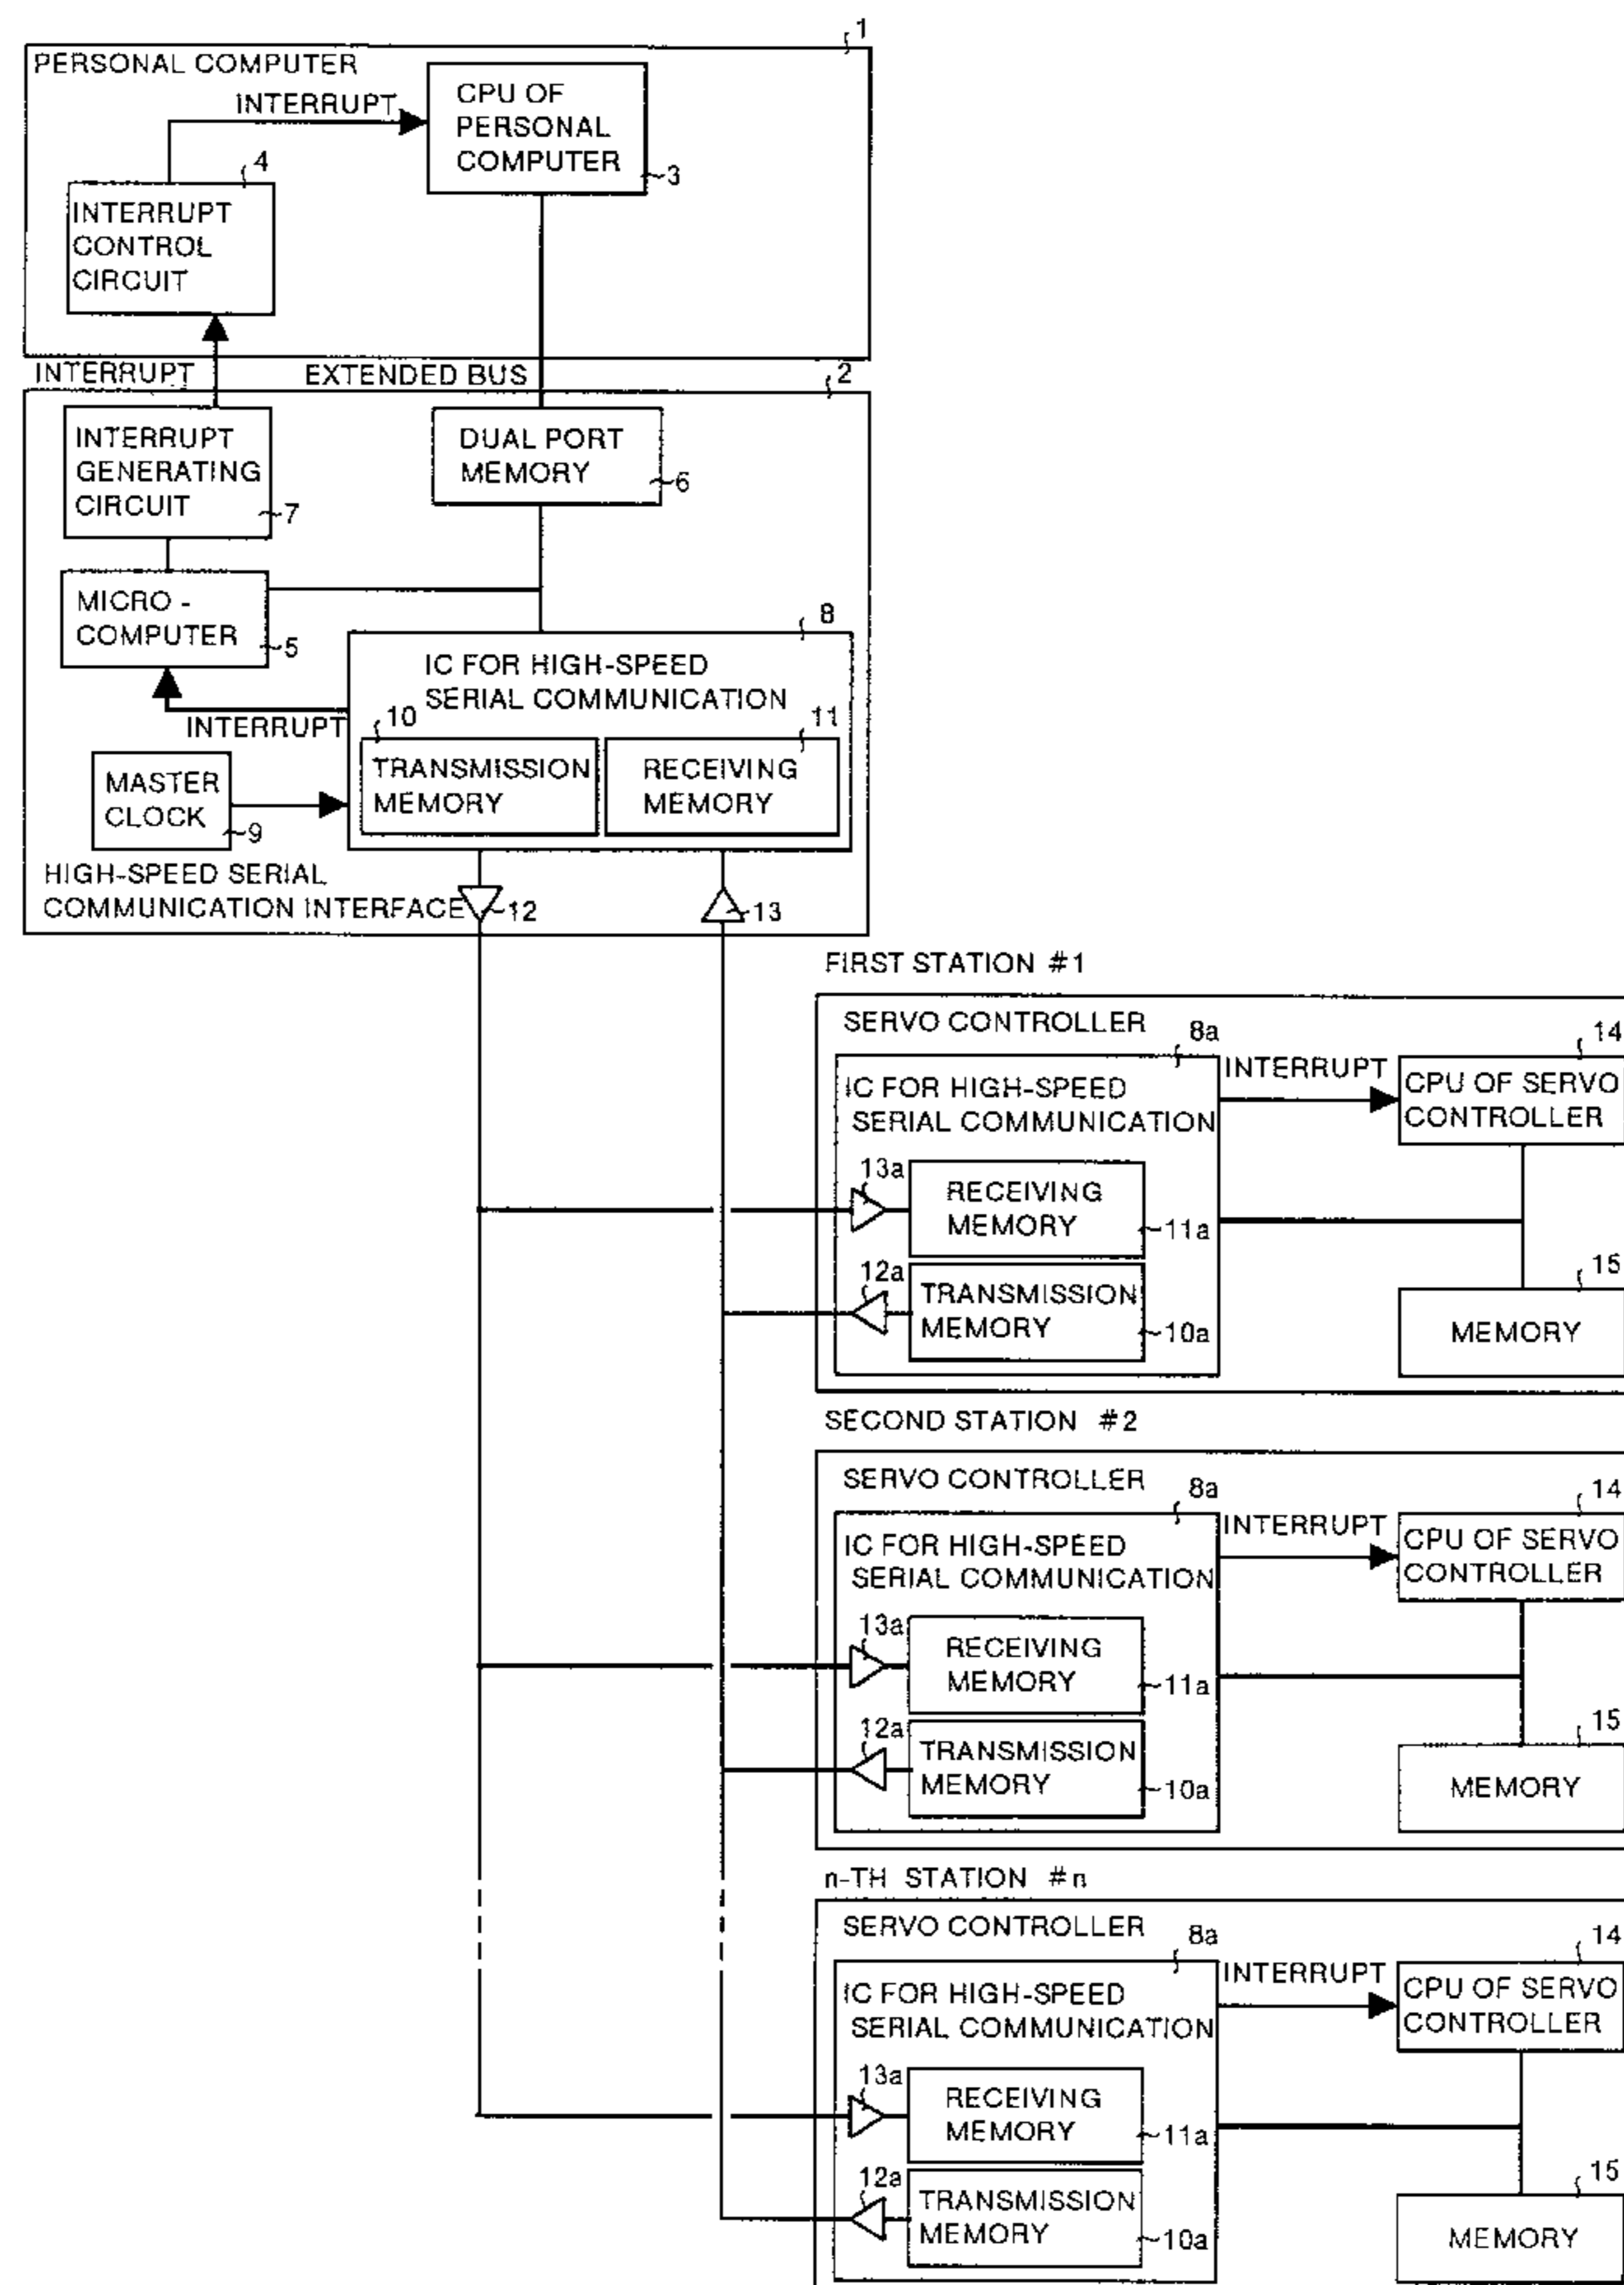 1
PERSONAL COMPUTER
INTERRUPT
CPU OF
PERSONAL
COMPUTER
3
4
INTERRUPT
CONTROL
CIRCUIT
INTERRUPT
EXTENDED BUS
2
INTERRUPT
GENERATING
CIRCUIT
7
DUAL PORT
MEMORY
6
MICRO -
COMPUTER
5
8
IC FOR HIGH-SPEED
SERIAL COMMUNICATION
INTERRUPT
10
11
TRANSMISSION
MEMORY
RECEIVING
MEMORY
MASTER
CLOCK
9
HIGH-SPEED SERIAL
COMMUNICATION INTERFACE
12
13
FIRST STATION #1
SERVO CONTROLLER
8a
14
IC FOR HIGH-SPEED
SERIAL COMMUNICATION
INTERRUPT
CPU OF SERVO
CONTROLLER
13a
RECEIVING
MEMORY
11a
12a
TRANSMISSION
MEMORY
10a
15
MEMORY
SECOND STATION #2
SERVO CONTROLLER
8a
14
IC FOR HIGH-SPEED
SERIAL COMMUNICATION
INTERRUPT
CPU OF SERVO
CONTROLLER
13a
RECEIVING
MEMORY
11a
12a
TRANSMISSION
MEMORY
10a
15
MEMORY
n-TH STATION #n
SERVO CONTROLLER
8a
14
IC FOR HIGH-SPEED
SERIAL COMMUNICATION
INTERRUPT
CPU OF SERVO
CONTROLLER
13a
RECEIVING
MEMORY
11a
12a
TRANSMISSION
MEMORY
10a
15
MEMORY